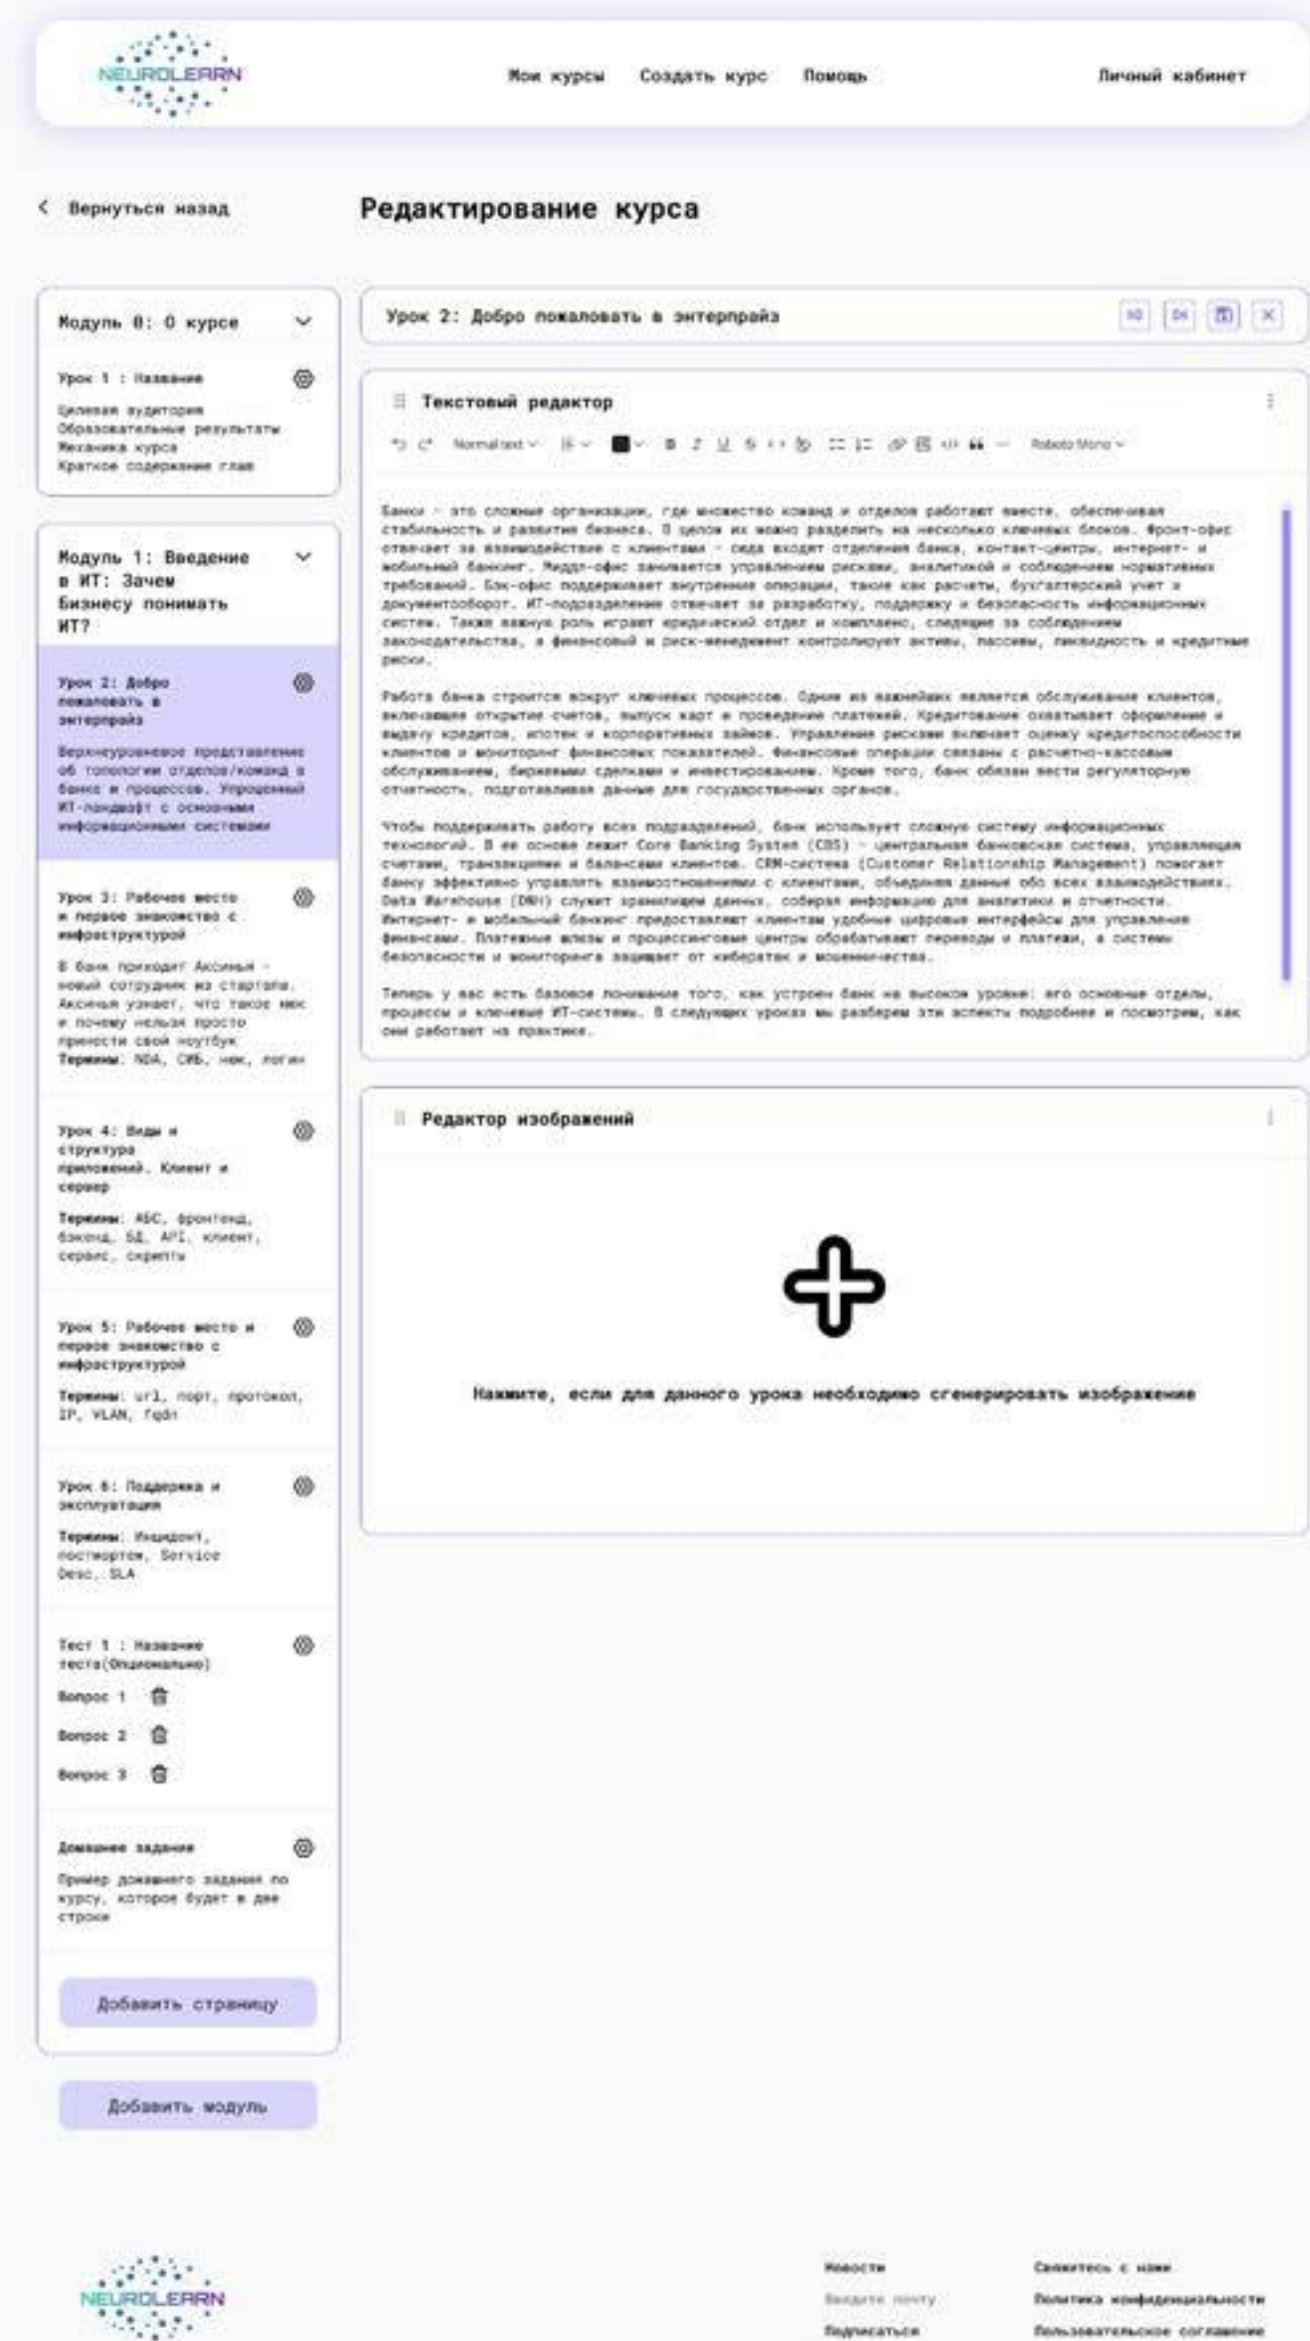 NEUROLEARN
Мои курсы Создать курс Помощь Личный кабинет
Вернуться назад
Редактирование курса
Модуль 0: О курсе
Урок 1 : Название
Целевая аудитория
Образовательные результаты
Механика курса
Краткое содержание глав
Модуль 1: Введение
в ИТ: Зачем
Бизнесу понимать
ИТ?
Урок 2: Добро
пожаловать в
энтерпрайз
Верхнеуровневое представление
об топологии отделов/команд в
банке и процессов. Упрощенный
ИТ-ландшафт с основными
информационными системами
Урок 3: Рабочее место
и первое знакомство с
инфраструктурой
В банк приходит Аксинья -
новый сотрудник из стартапа.
Аксинья узнает, что такое
и почему нельзя просто
принести свой ноутбук
Термины: NDA, СИБ, логин
Урок 4: Виды и
структура
приложений. Клиент и
сервер
Термины: АБС, фронтенд,
бэкенд, БД, API, клиент,
сервис, скрипты
Урок 5: Рабочее место и
первое знакомство с
инфраструктурой
Термины: url, порт, протокол,
IP, VLAN, fqdn
Урок 6: Поддержка и
эксплуатация
Термины: Инцидент,
постмортем, Service
Desc, SLA
Тест 1 : Название
теста(Опционально)
Вопрос 1
Вопрос 2
Вопрос 3
Домашнее задание
Пример домашнего задания по
курсу, которое будет в две
строки
Добавить страницу
Добавить модуль
Урок 2: Добро пожаловать в энтерпрайз
Текстовый редактор
Normal text Roboto Mono
Банки - это сложные организации, где множество команд и отделов работают вместе, обеспечивая
стабильность и развитие бизнеса. В целом их можно разделить на несколько ключевых блоков. Фронт-офис
отвечает за взаимодействие с клиентами - сюда входят отделения банка, контакт-центры, интернет- и
мобильный банкинг. Миддл-офис занимается управлением рисками, аналитикой и соблюдением нормативных
требований. Бэк-офис поддерживает внутренние операции, такие как расчеты, бухгалтерский учет и
документооборот. ИТ-подразделение отвечает за разработку, поддержку и безопасность информационных
систем. Также важную роль играют юридический отдел и комплаенс, следящие за соблюдением
законодательства, а финансовый и риск-менеджмент контролирует активы, пассивы, ликвидность и кредитные
риски.
Работа банка строится вокруг ключевых процессов. Одним из важнейших является обслуживание клиентов,
включающее открытие счетов, выпуск карт и проведение платежей. Кредитование охватывает оформление и
выдачу кредитов, ипотек и корпоративных займов. Управление рисками включает оценку кредитоспособности
клиентов и мониторинг финансовых показателей. Финансовые операции связаны с расчетно-кассовым
обслуживанием, биржевыми сделками и инвестированием. Кроме того, банк обязан вести регуляторную
отчетность, подготавливая данные для государственных органов.
Чтобы поддерживать работу всех подразделений, банк использует сложную систему информационных
технологий. В ее основе лежит Core Banking System (CBS) - центральная банковская система, управляющая
счетами, транзакциями и балансами клиентов. CRM-система (Customer Relationship Management) помогает
банку эффективно управлять взаимоотношениями с клиентами, объединяя данные обо всех взаимодействиях.
Data Warehouse (DWH) служит хранилищем данных, собирая информацию для аналитики и отчетности.
Интернет- и мобильный банкинг предоставляют клиентам удобные цифровые интерфейсы для управления
финансами. Платежные шлюзы и процессинговые центры обрабатывают переводы и платежи, а системы
безопасности и мониторинга защищает от кибератак и мошенничества.
Теперь у вас есть базовое понимание того, как устроен банк на высоком уровне: его основные отделы,
процессы и ключевые ИТ-системы. В следующих уроках мы разберем эти аспекты подробнее и посмотрим, как
они работает на практике.
Редактор изображений
Нажмите, если для данного урока необходимо сгенерировать изображение
NEUROLEARN
Новости
Введите почту
Подписаться
Свяжитесь с нами
Политика конфиденциальности
Пользовательское соглашение